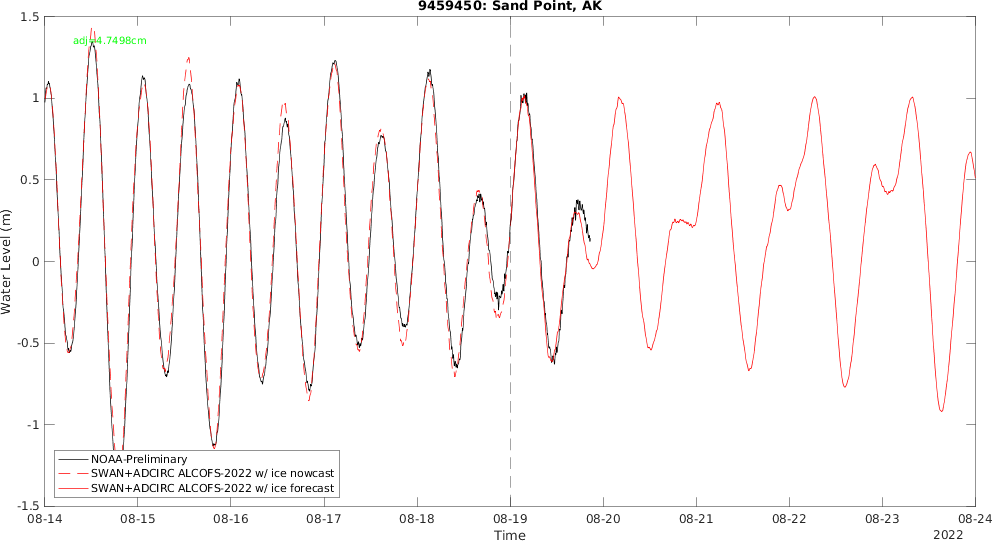 9459450: Sand Point, AK
adj=4.7498cm
Water Level (m)
1.5
1
0.5
0
-0.5
-1
-1.5
NOAA-Preliminary
SWAN+ADCIRC ALCOFS-2022 w/ ice nowcast
SWAN+ADCIRC ALCOFS-2022 w/ ice forecast
08-14 08-15 08-16 08-17 08-18 08-19 08-20 08-21 08-22 08-23 08-24
Time
2022